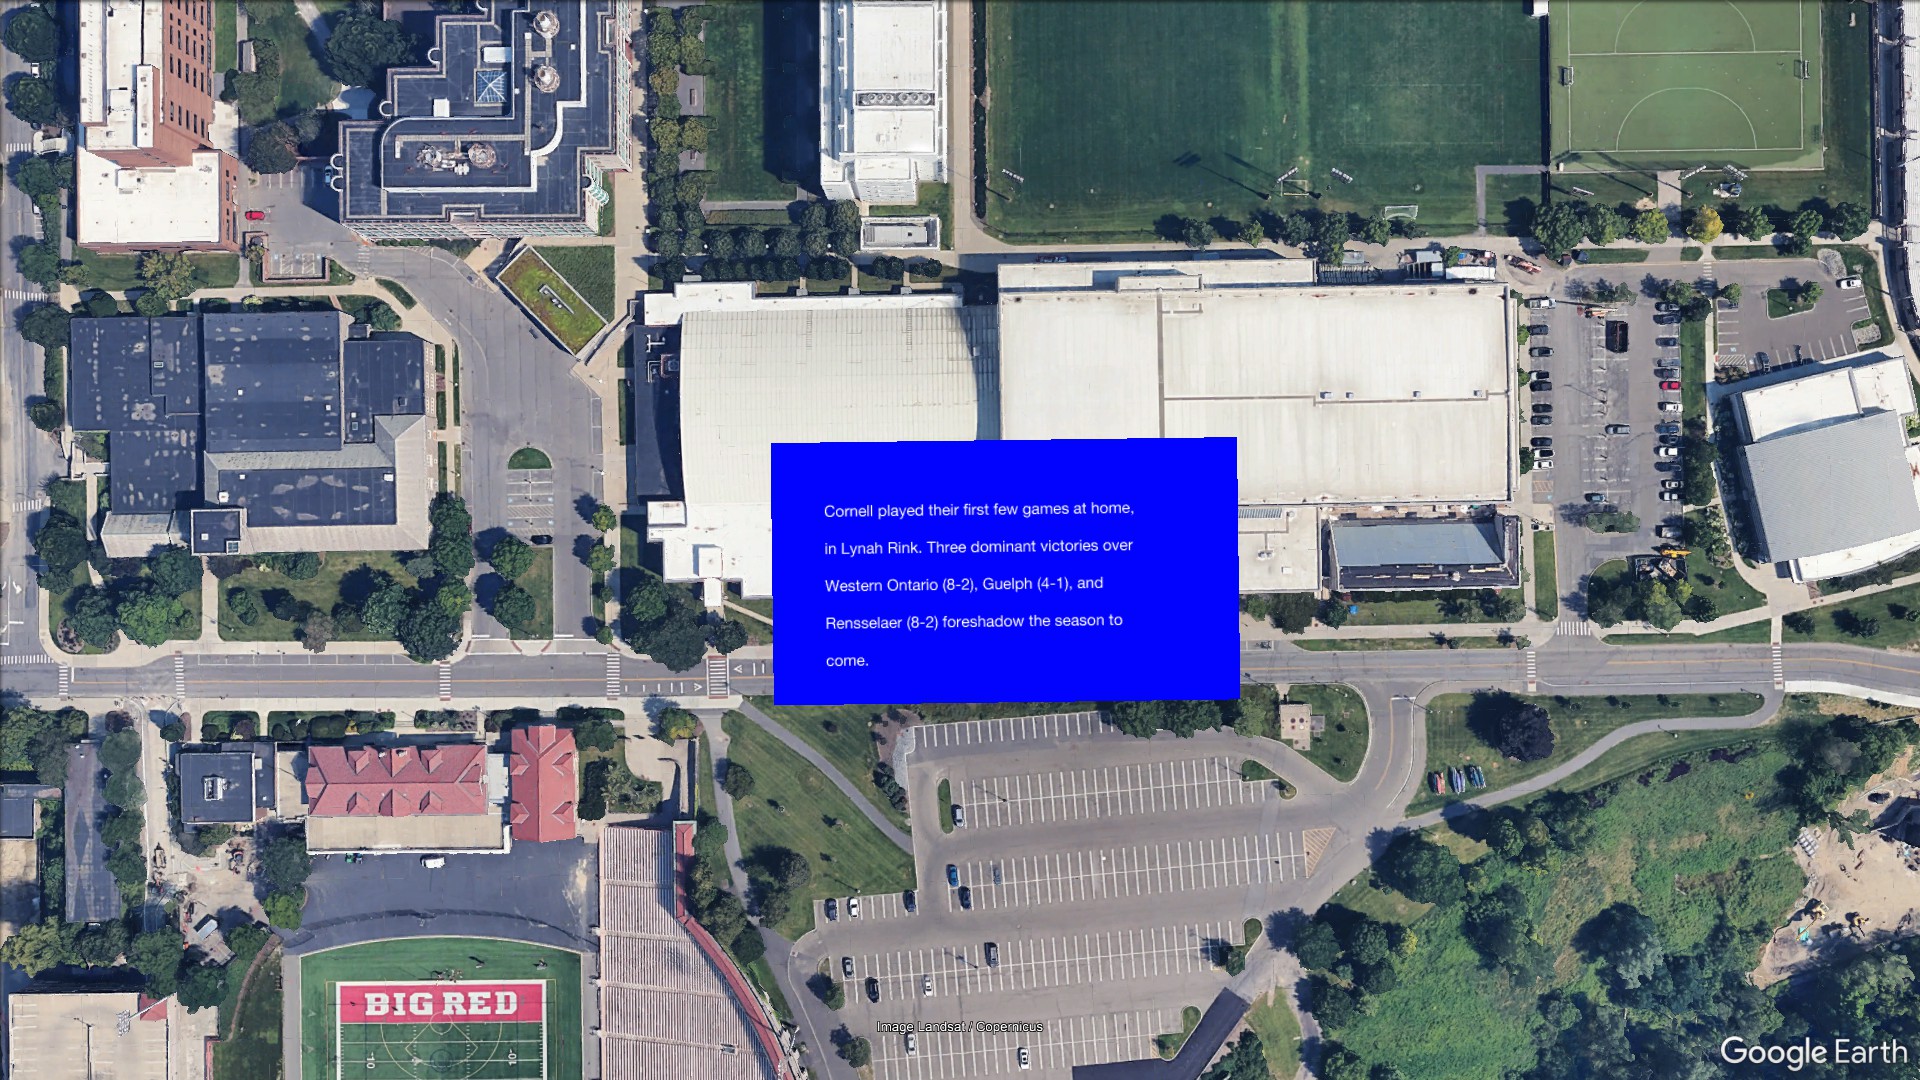 Cornell played their first few games at home,
in Lynah Rink. Three dominant victories over
Western Ontario (8-2), Guelph (4-1), and
Rensselaer (8-2) foreshadow the season to
come.
BIG RED
10
10
Image Landsat / Copernicus
Google Earth